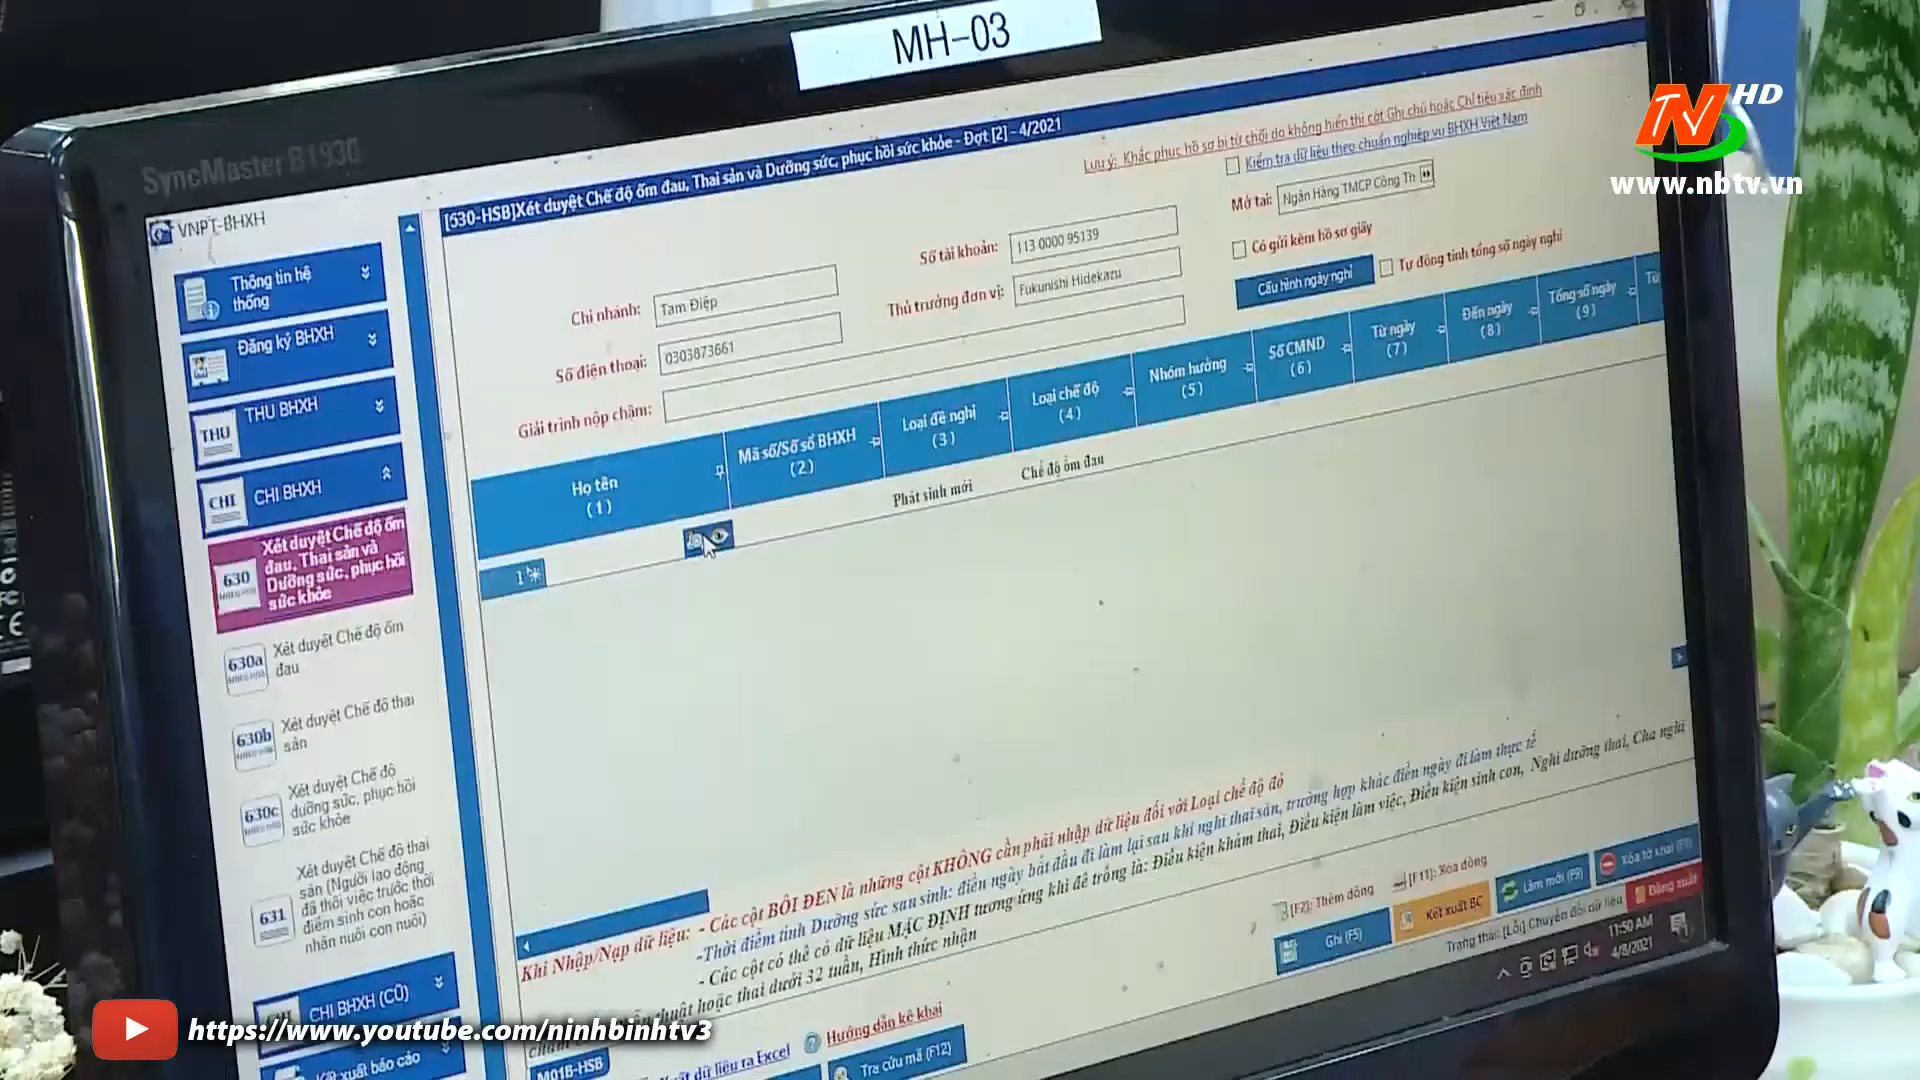 MH-03
SyncMaster B1930
VNPT-BHXH
Thông tin hệ
thống
Đăng ký BHXH
THU
THU BHXH
CHI
CHI BHXH
630
Xét duyệt Chế độ ốm
đau, Thai sản và
Dưỡng sức, phục hồi
sức khỏe
630a
Xét duyệt Chế độ ốm
đau
630b
Xét duyệt Chế độ thai
sản
630c
Xét duyệt Chế độ
dưỡng sức, phục hồi
sức khỏe
631
Xét duyệt Chế độ thai
sản (Người lao động
đã thôi việc trước thời
điểm sinh con hoặc
nhận nuôi con nuôi)
CHI BHXH (CŨ)
Kết xuất báo cáo
[630-HSB]Xét duyệt Chế độ ốm đau, Thai sản và Dưỡng sức, phục hồi sức khỏe - Đợt [2] - 4/2021
Lưu ý: Khắc phục hồ sơ bị từ chối do không hiển thị cột Ghi chú hoặc Chỉ tiêu xác định
Kiểm tra dữ liệu theo chuẩn nghiệp vụ BHXH Việt Nam
Số tài khoản: 113 0000 95139
Mở tại: Ngân Hàng TMCP Công Th
Chi nhánh: Tam Điệp
Thủ trưởng đơn vị: Fukunishi Hidekazu
Có gửi kèm hồ sơ giấy
Số điện thoại: 0303873661
Cấu hình ngày nghỉ
Tự động tính tổng số ngày nghỉ
Giải trình nộp chậm:
Họ tên
(1)
Mã số/Số sổ BHXH
(2)
Loại đề nghị
(3)
Loại chế độ
(4)
Nhóm hưởng
(5)
Số CMND
(6)
Từ ngày
(7)
Đến ngày
(8)
Tổng số ngày
(9)
Từ
1
Phát sinh mới
Chế độ ốm đau
Khi Nhập/Nạp dữ liệu: - Các cột BÔI ĐEN là những cột KHÔNG cần phải nhập dữ liệu đối với Loại chế độ đó
-Thời điểm tính Dưỡng sức sau sinh: điền ngày bắt đầu đi làm lại sau khi nghỉ thai sản, trường hợp khác điền ngày đi làm thực tế
- Các cột có thể có dữ liệu MẶC ĐỊNH tương ứng khi để trống là: Điều kiện khám thai, Điều kiện làm việc, Điều kiện sinh con, Nghỉ dưỡng thai, Cha nghỉ
thuật hoặc thai dưới 32 tuần, Hình thức nhận
[F2]: Thêm dòng
[F11]: Xóa dòng
Ghi (F5)
Kết xuất BC
Làm mới (F9)
Xóa tờ khai (F8)
Trạng thái: [Lỗi] Chuyển đổi dữ liệu
Đăng xuất
Hướng dẫn kê khai
dữ liệu ra Excel
M01B-HSB
Tra cứu mã (F12)
11:50 AM
4/8/2021
TV HD
www.nbtv.vn
https://www.youtube.com/ninhbinhtv3